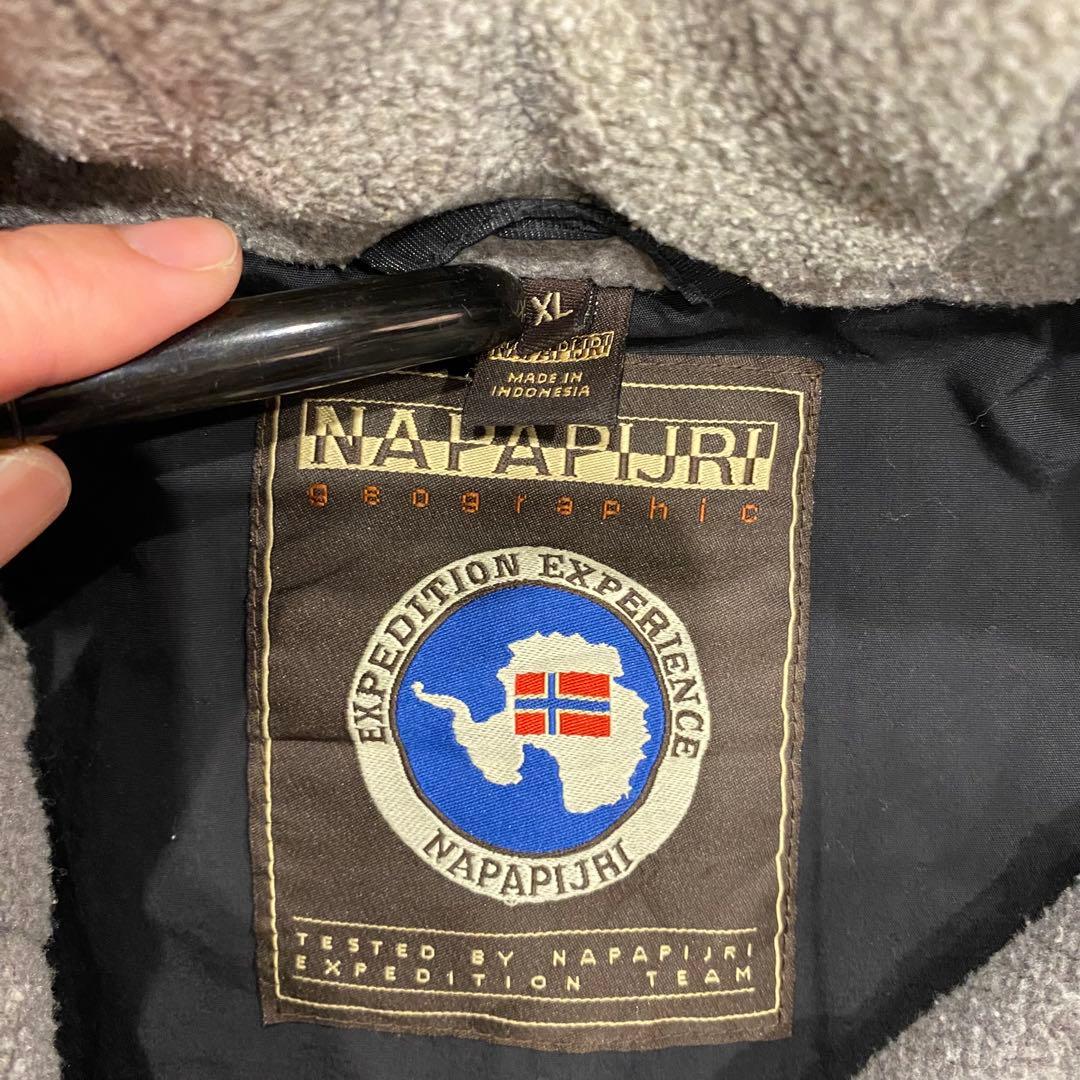 XL
NAPAPIJRI
MADE IN
INDONESIA
NAPAPIJRI
geographic
EXPEDITION EXPERIENCE
NAPAPIJRI
TESTED BY NAPAPIJRI
EXPEDITION TEAM